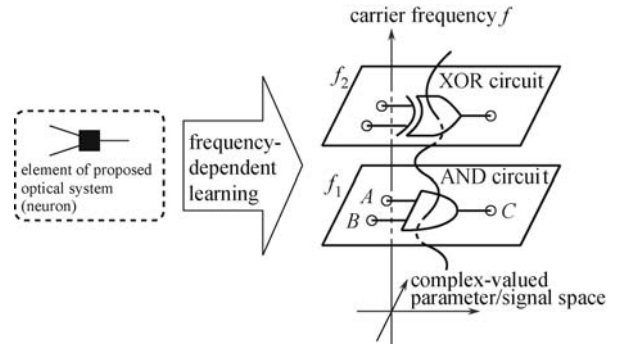 carrier frequency f
f2
XOR circuit
element of proposed
optical system
(neuron)
frequency-
dependent
learning
f1
AND circuit
A
B
C
complex-valued
parameter/signal space